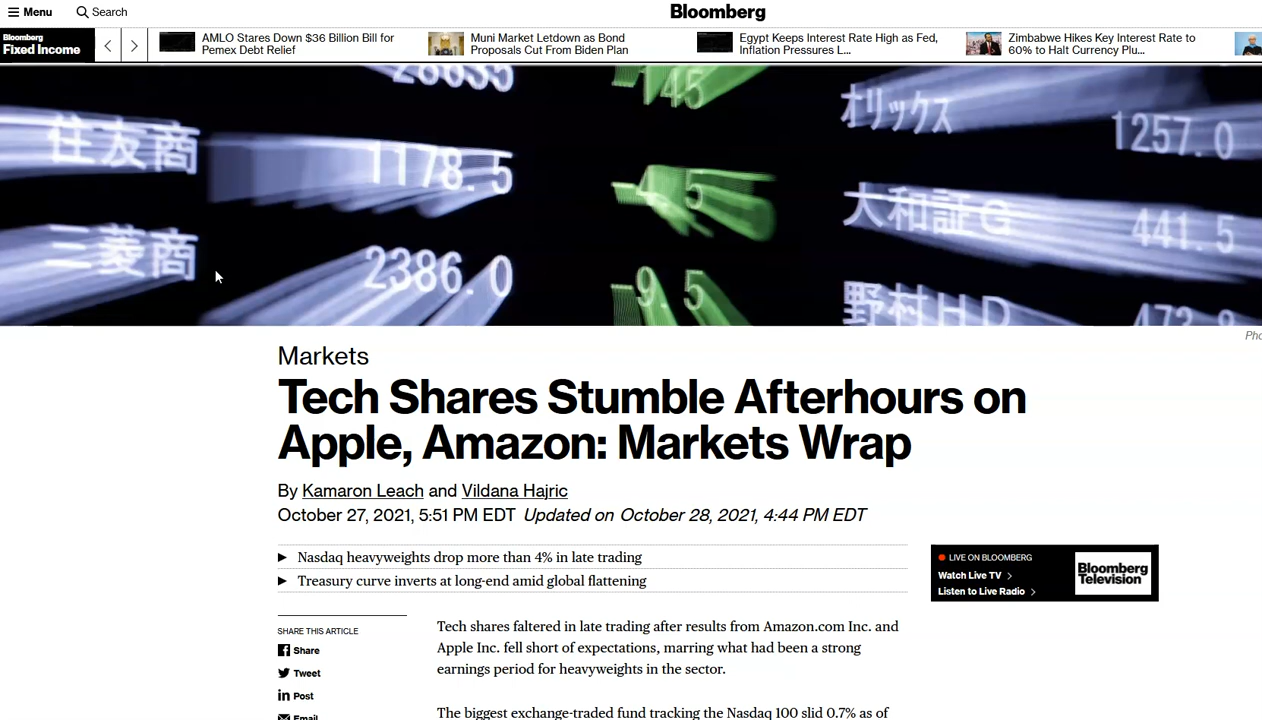 Menu
Search
Bloomberg
Bloomberg
Fixed Income
AMLO Stares Down $36 Billion Bill for
Pemex Debt Relief
Muni Market Letdown as Bond
Proposals Cut From Biden Plan
Egypt Keeps Interest Rate High as Fed,
Inflation Pressures L...
Zimbabwe Hikes Key Interest Rate to
60% to Halt Currency Plu...
145
オリックス
1257.0
住友商
1178.5
5
大和証G
441.5
三菱商
2386.0
9.5
野村HD
Markets
Tech Shares Stumble Afterhours on
Apple, Amazon: Markets Wrap
By Kamaron Leach and Vildana Hajric
October 27, 2021, 5:51 PM EDT Updated on October 28, 2021, 4:44 PM EDT
▶ Nasdaq heavyweights drop more than 4% in late trading
▶ Treasury curve inverts at long-end amid global flattening
LIVE ON BLOOMBERG
Watch Live TV >
Listen to Live Radio >
Bloomberg
Television
SHARE THIS ARTICLE
Share
Tweet
Post
Email
Tech shares faltered in late trading after results from Amazon.com Inc. and
Apple Inc. fell short of expectations, marring what had been a strong
earnings period for heavyweights in the sector.
The biggest exchange-traded fund tracking the Nasdaq 100 slid 0.7% as of